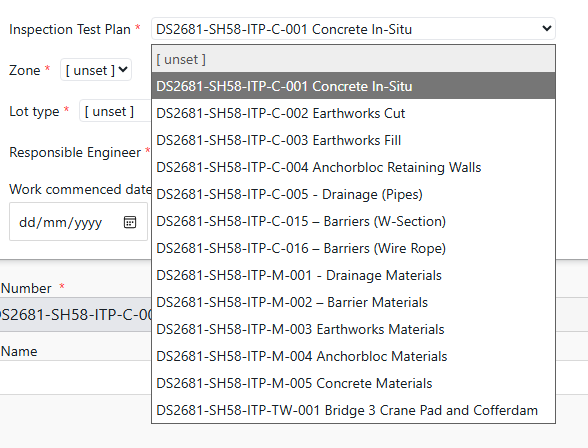 Inspection Test Plan * DS2681-SH58-ITP-C-001 Concrete In-Situ
[ unset ]
Zone * [ unset ]
DS2681-SH58-ITP-C-001 Concrete In-Situ
Lot type * [ unset ]
DS2681-SH58-ITP-C-002 Earthworks Cut
DS2681-SH58-ITP-C-003 Earthworks Fill
Responsible Engineer *
DS2681-SH58-ITP-C-004 Anchorbloc Retaining Walls
Work commenced date
DS2681-SH58-ITP-C-005 - Drainage (Pipes)
dd/mm/yyyy
DS2681-SH58-ITP-C-015 – Barriers (W-Section)
DS2681-SH58-ITP-C-016 – Barriers (Wire Rope)
DS2681-SH58-ITP-M-001 - Drainage Materials
Number *
DS2681-SH58-ITP-M-002 – Barrier Materials
DS2681-SH58-ITP-C-00
DS2681-SH58-ITP-M-003 Earthworks Materials
Name
DS2681-SH58-ITP-M-004 Anchorbloc Materials
DS2681-SH58-ITP-M-005 Concrete Materials
DS2681-SH58-ITP-TW-001 Bridge 3 Crane Pad and Cofferdam